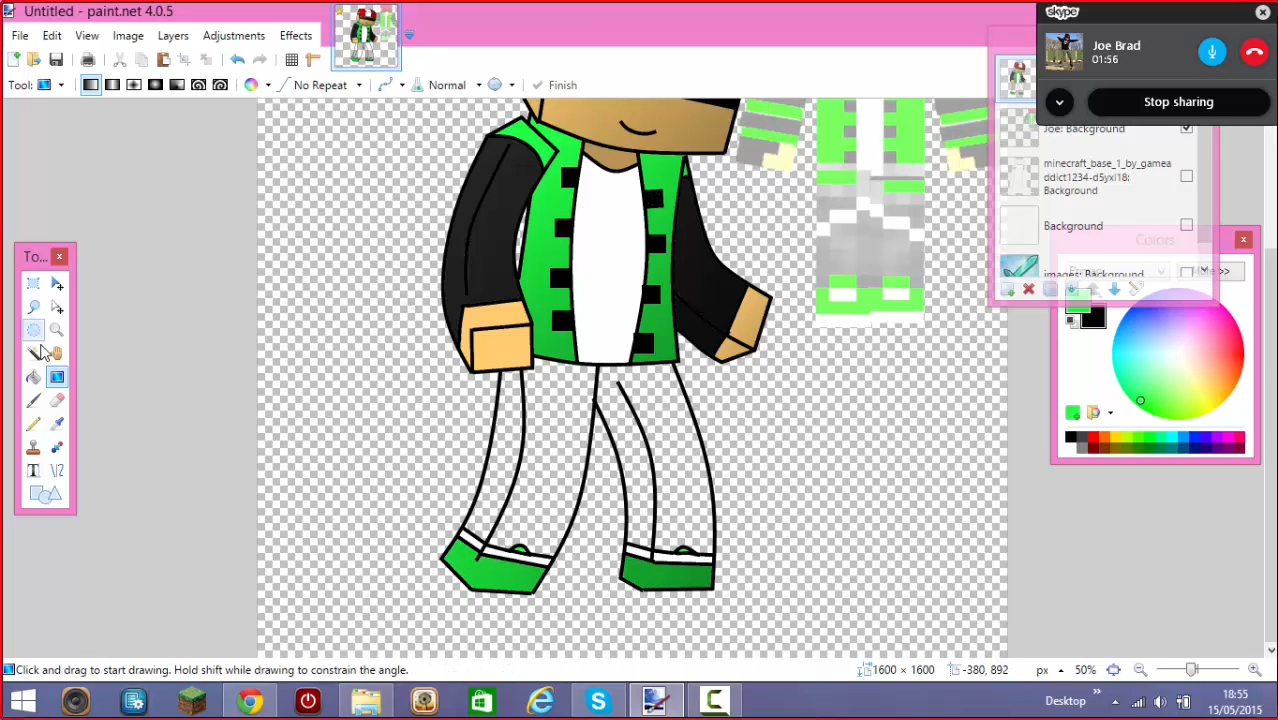 Untitled - paint.net 4.0.5
skype
File Edit View Image Layers Adjustments Effects
Joe Brad
01:56
Tool: No Repeat Normal Finish
Stop sharing
Joe: Background
minecraft_base_1_by_gamea
ddict1234-d5yxl18:
Background
Background
Colors
To...
images: Background
>>
T
Click and drag to start drawing. Hold shift while drawing to constrain the angle.
1600 × 1600
-380, 892
px
50%
Desktop
18:55
15/05/2015